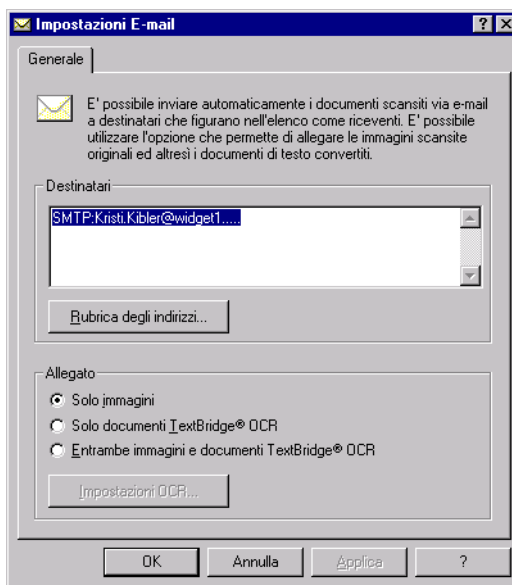 Impostazioni E-mail
Generale
E' possibile inviare automaticamente i documenti scansiti via e-mail
a destinatari che figurano nell'elenco come riceventi. E' possibile
utilizzare l'opzione che permette di allegare le immagini scansite
originali ed altresì i documenti di testo convertiti.
Destinatari
SMTP:Kristi.Kibler@widget1.....
Rubrica degli indirizzi...
Allegato
Solo immagini
Solo documenti TextBridge® OCR
Entrambe immagini e documenti TextBridge® OCR
Impostazioni OCR...
OK Annulla Applica ?